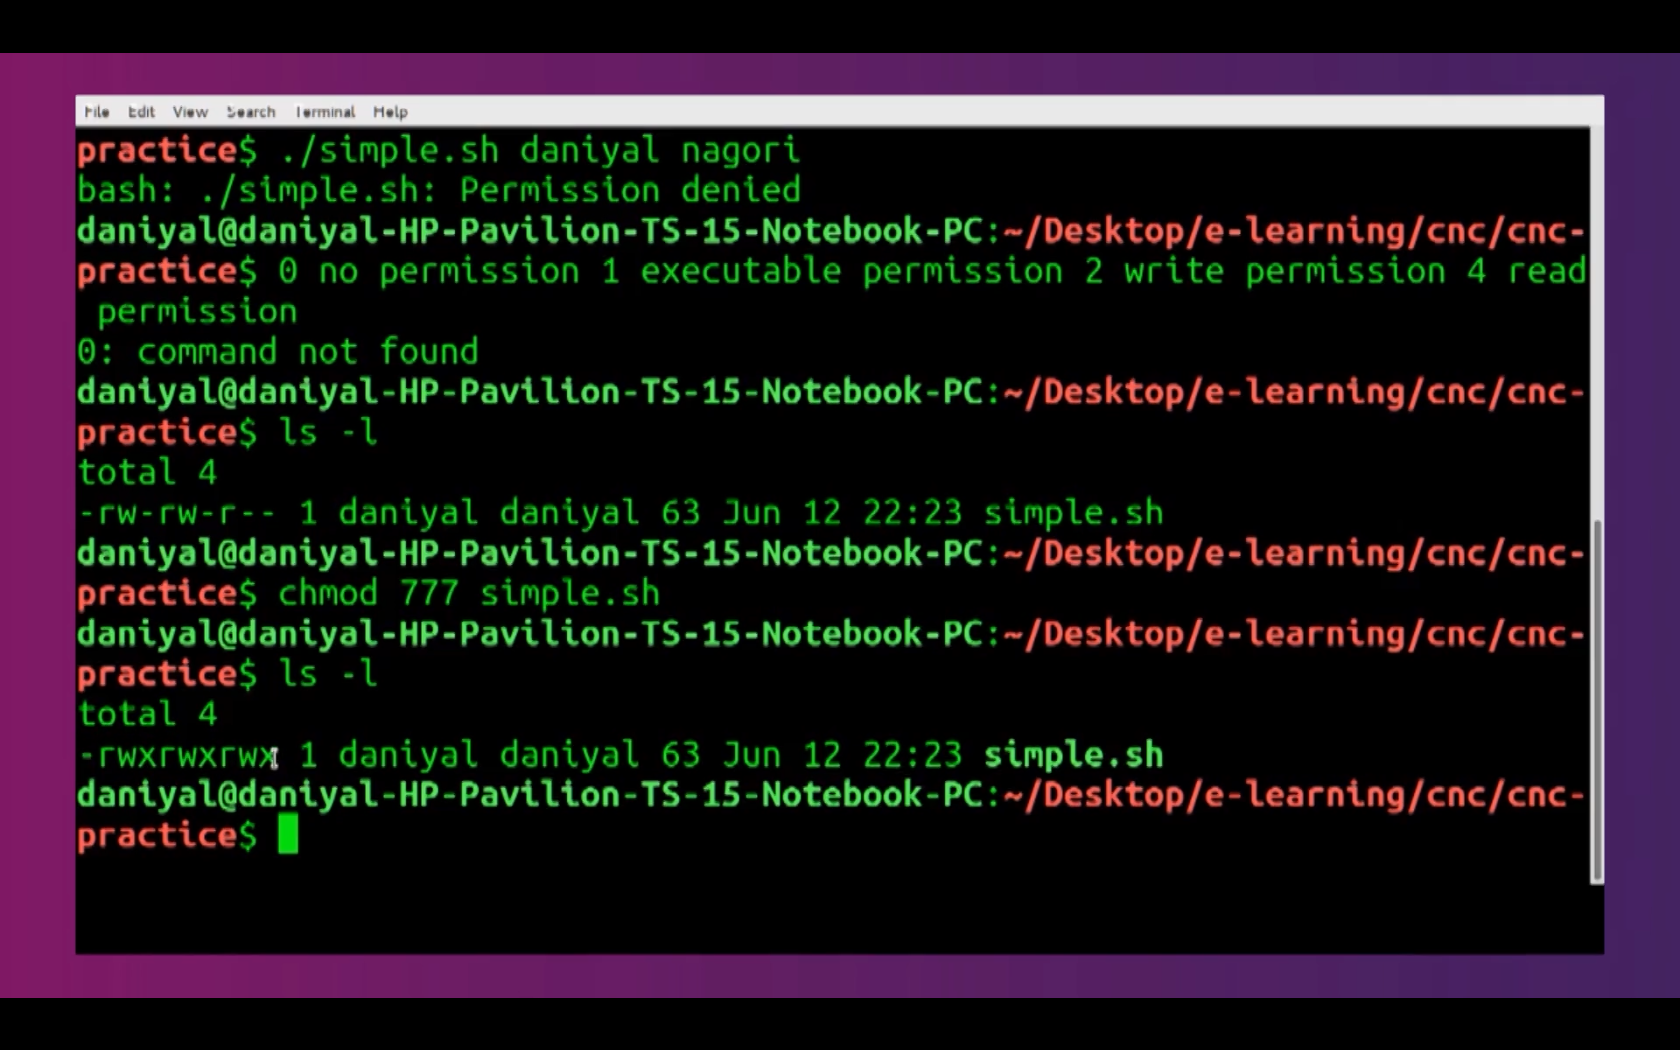 File Edit View Search Terminal Help
practice$ ./simple.sh daniyal nagori
bash: ./simple.sh: Permission denied
daniyal@daniyal-HP-Pavilion-TS-15-Notebook-PC:~/Desktop/e-learning/cnc/cnc-
practice$ 0 no permission 1 executable permission 2 write permission 4 read
 permission
0: command not found
daniyal@daniyal-HP-Pavilion-TS-15-Notebook-PC:~/Desktop/e-learning/cnc/cnc-
practice$ ls -l
total 4
-rw-rw-r-- 1 daniyal daniyal 63 Jun 12 22:23 simple.sh
daniyal@daniyal-HP-Pavilion-TS-15-Notebook-PC:~/Desktop/e-learning/cnc/cnc-
practice$ chmod 777 simple.sh
daniyal@daniyal-HP-Pavilion-TS-15-Notebook-PC:~/Desktop/e-learning/cnc/cnc-
practice$ ls -l
total 4
-rwxrwxrwx 1 daniyal daniyal 63 Jun 12 22:23 simple.sh
daniyal@daniyal-HP-Pavilion-TS-15-Notebook-PC:~/Desktop/e-learning/cnc/cnc-
practice$